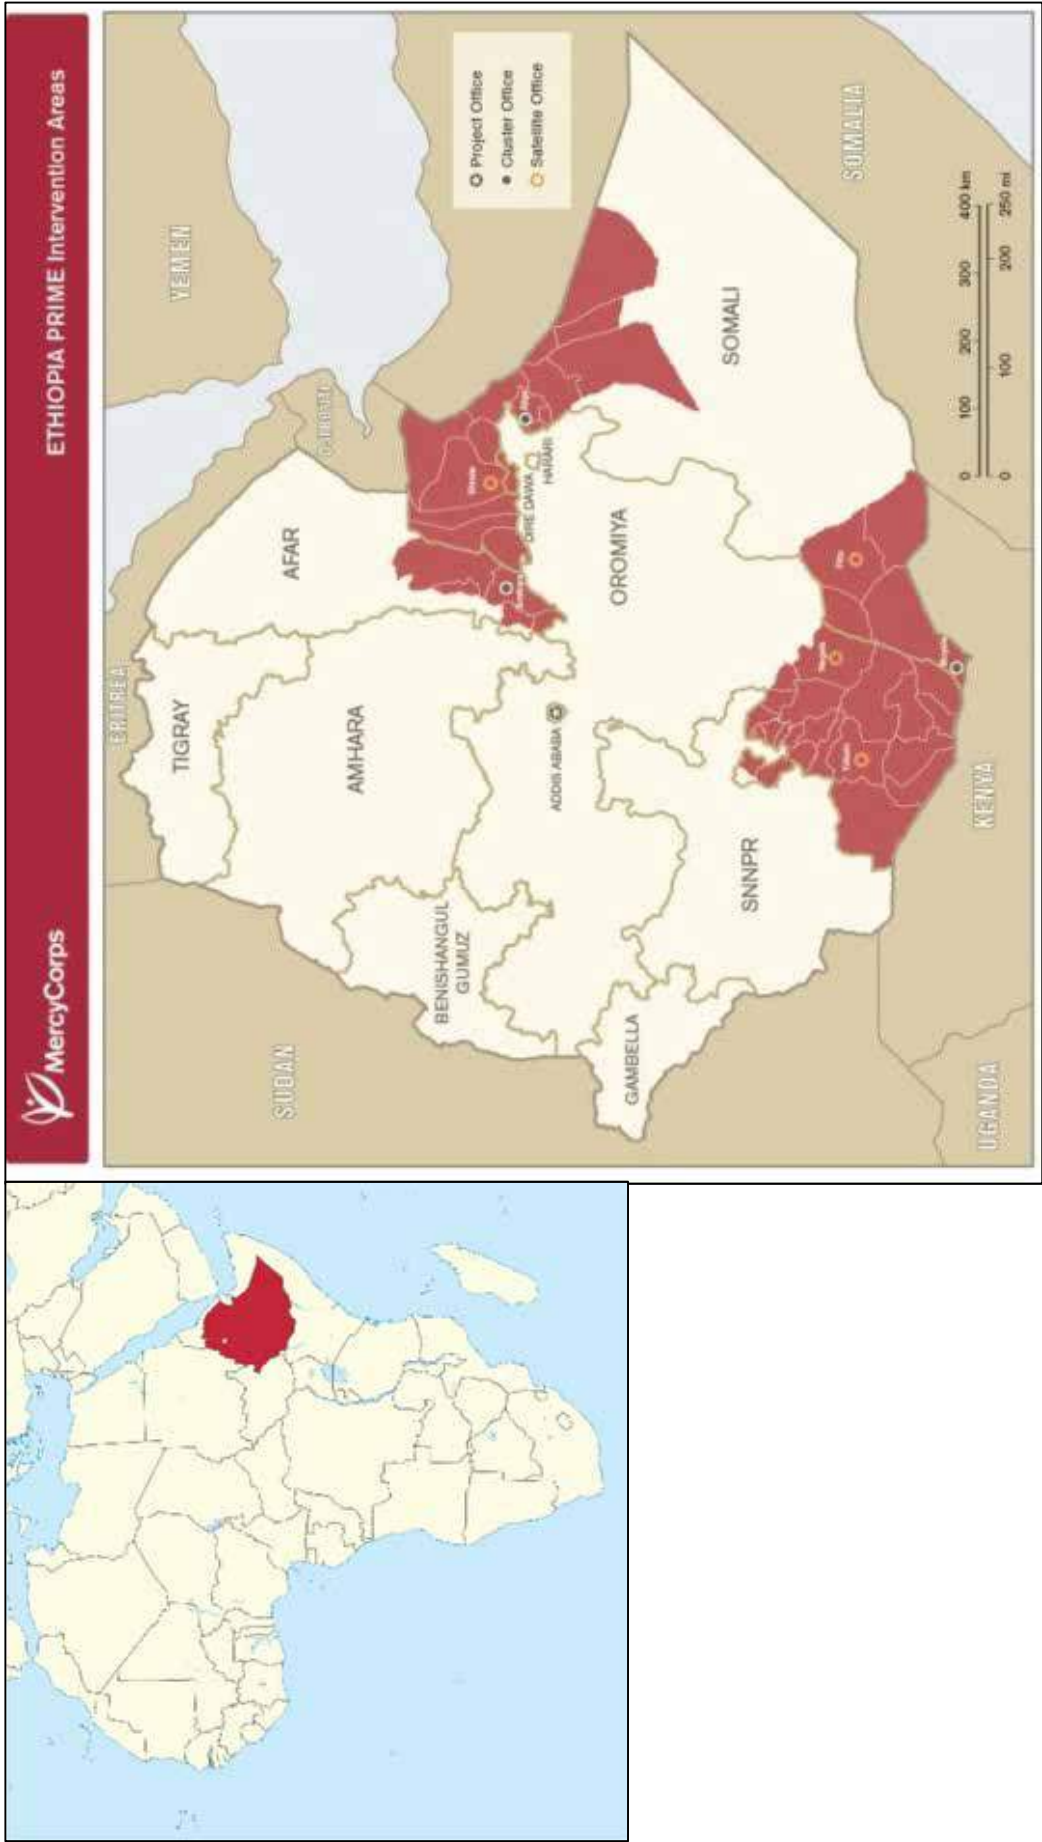 MercyCorps
ETHIOPIA PRIME Intervention Areas
ERITREA
YEMEN
SUDAN
TIGRAY
AFAR
DJIBOUTI
AMHARA
Project Office
Cluster Office
Satellite Office
BENISHANGUL
GUMUZ
DIRE DAWA
HARARI
ADDIS ABABA
OROMIYA
GAMBELLA
SNNPR
SOMALI
SOMALIA
KENYA
UGANDA
0 100 200 300 400 km
0 100 200 250 mi